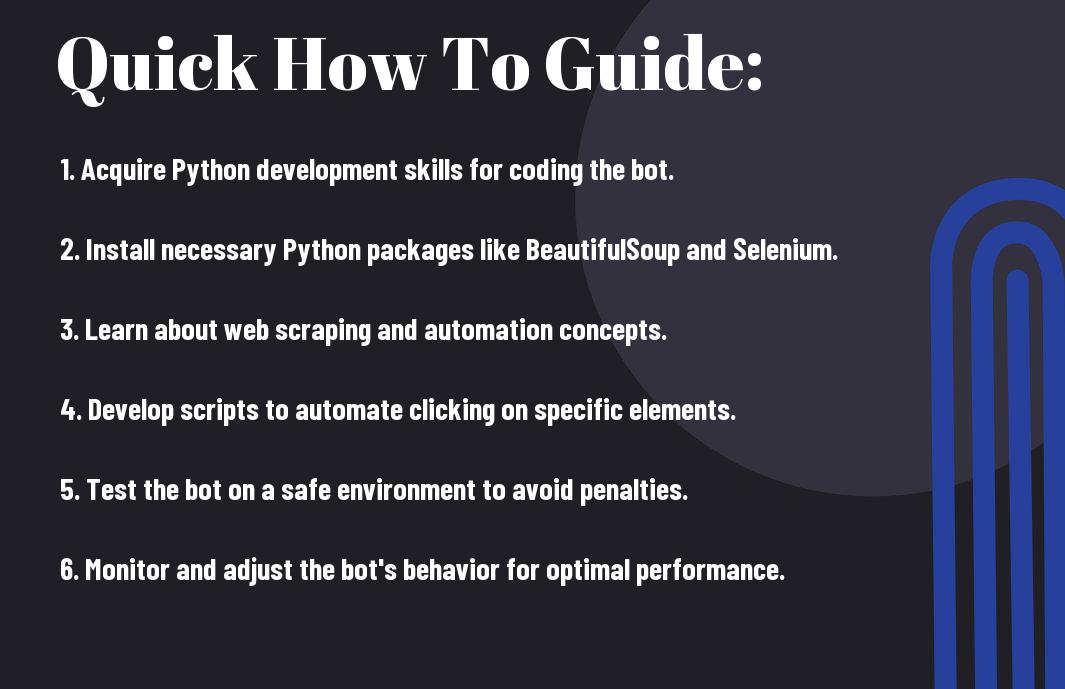 Quick How To Guide:
1. Acquire Python development skills for coding the bot.
2. Install necessary Python packages like BeautifulSoup and Selenium.
3. Learn about web scraping and automation concepts.
4. Develop scripts to automate clicking on specific elements.
5. Test the bot on a safe environment to avoid penalties.
6. Monitor and adjust the bot's behavior for optimal performance.